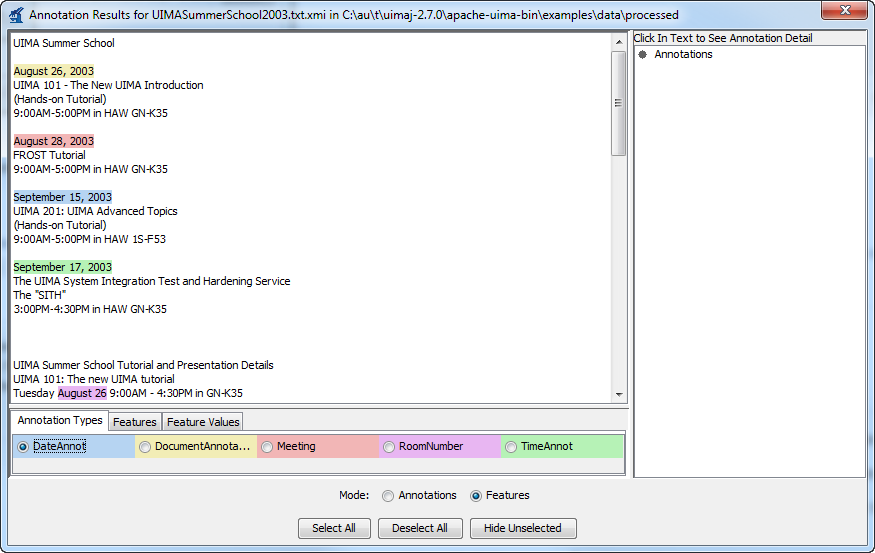 Annotation Results for UIMASummerSchool2003.txt.xmi in C:\au\t\uimaj-2.7.0\apache-uima-bin\examples\data\processed
UIMA Summer School
August 26, 2003
UIMA 101 - The New UIMA Introduction
(Hands-on Tutorial)
9:00AM-5:00PM in HAW GN-K35
August 28, 2003
FROST Tutorial
9:00AM-5:00PM in HAW GN-K35
September 15, 2003
UIMA 201: UIMA Advanced Topics
(Hands-on Tutorial)
9:00AM-5:00PM in HAW 1S-F53
September 17, 2003
The UIMA System Integration Test and Hardening Service
The "SITH"
3:00PM-4:30PM in HAW GN-K35
UIMA Summer School Tutorial and Presentation Details
UIMA 101: The new UIMA tutorial
Tuesday August 26 9:00AM - 4:30PM in GN-K35
Click In Text to See Annotation Detail
Annotations
Annotation Types Features Feature Values
DateAnnot DocumentAnnota... Meeting RoomNumber TimeAnnot
Mode: Annotations Features
Select All Deselect All Hide Unselected